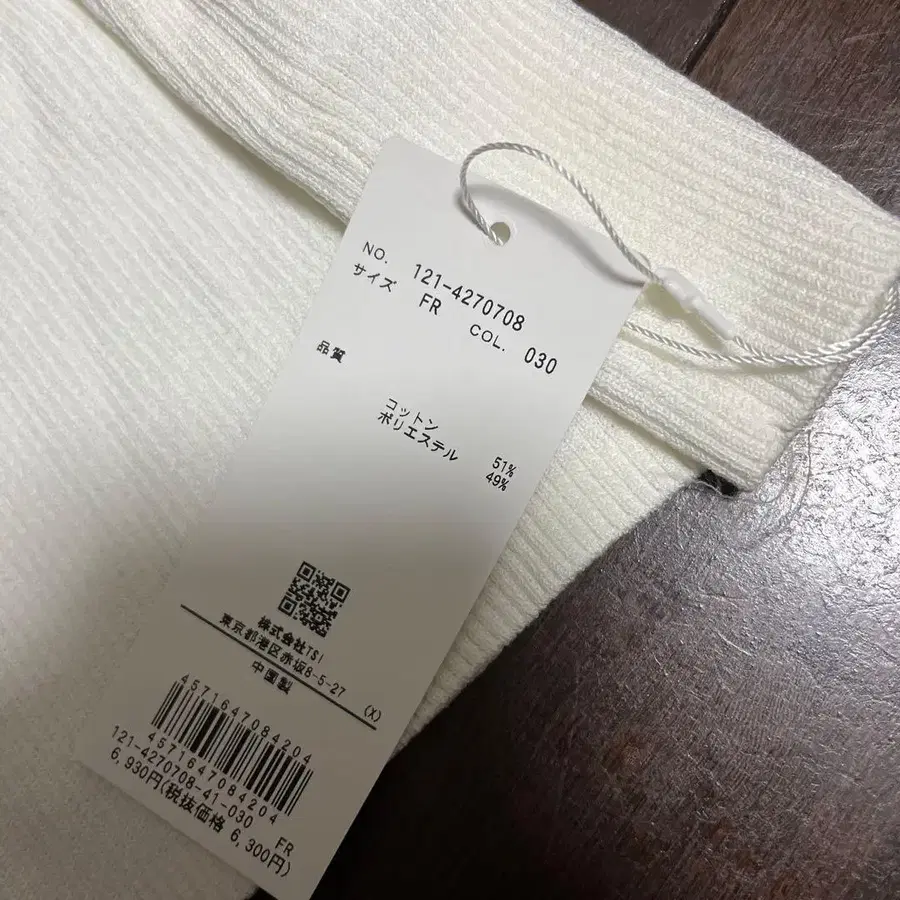 NO. 121-4270708
サイズ FR COL. 030
品質
コットン 51%
ポリエステル 49%
株式会社TSI
東京都港区赤坂8-5-27
中国製 (X)
4571647084204
4571647084204
121-4270708-41-030 FR
6,930円(税抜価格 6,300円)